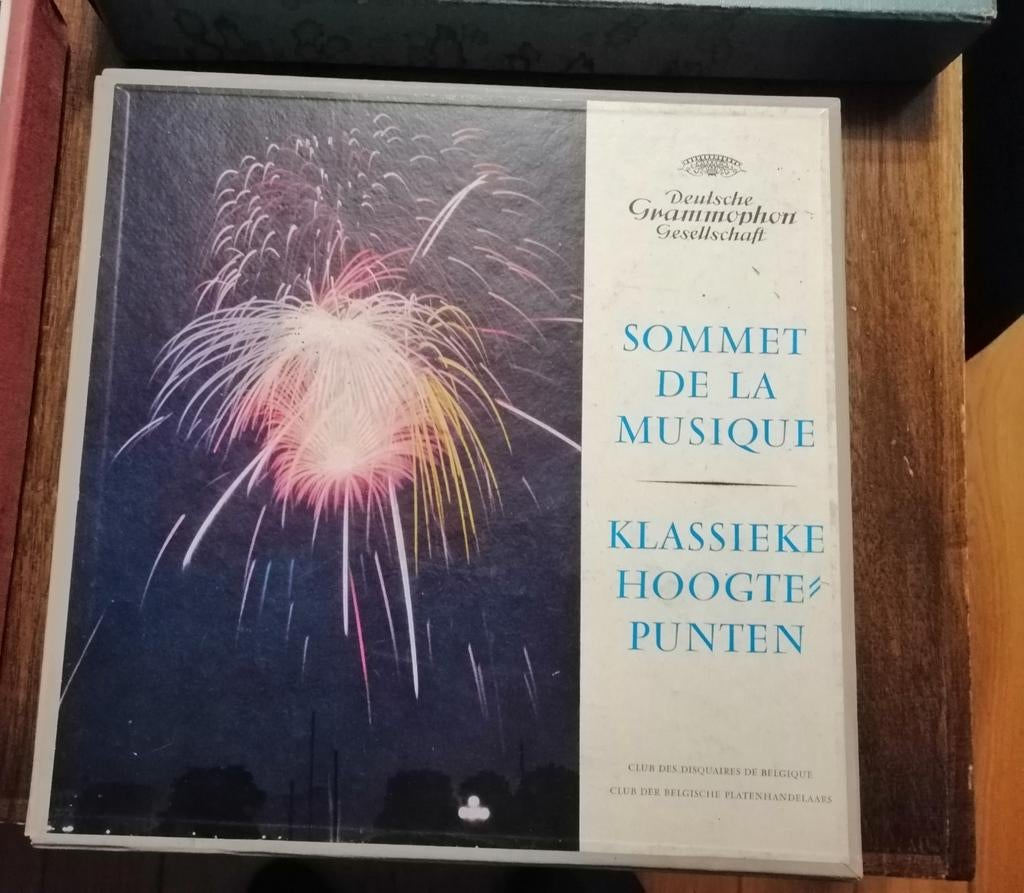 Deutsche
Grammophon
Gesellschaft
SOMMET
DE LA
MUSIQUE
KLASSIEKE
HOOGTE=
PUNTEN
CLUB DES DISQUAIRES DE BELGIQUE
CLUB DER BELGISCHE PLATENHANDELAARS